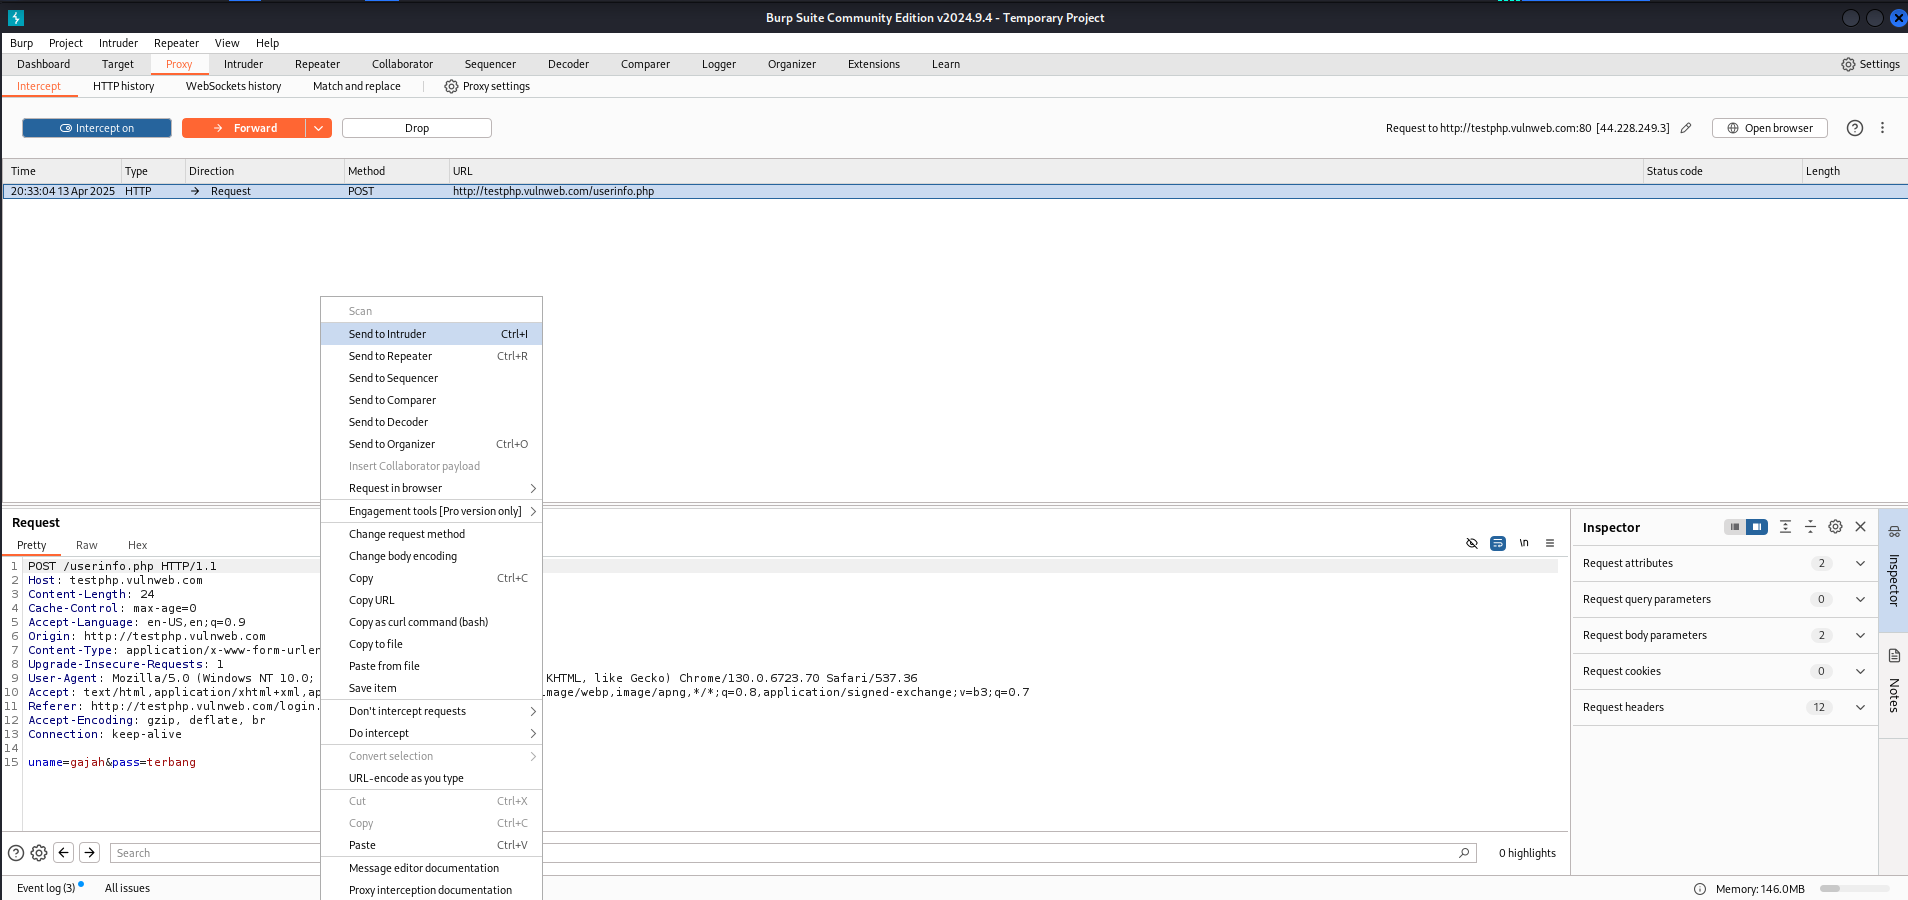 Burp Suite Community Edition v2024.9.4 - Temporary Project
Burp Project Intruder Repeater View Help
Dashboard Target Proxy Intruder Repeater Collaborator Sequencer Decoder Comparer Logger Organizer Extensions Learn Settings
Intercept HTTP history WebSockets history Match and replace Proxy settings
Intercept on Forward Drop Request to http://testphp.vulnweb.com:80 [44.228.249.3] Open browser
Time Type Direction Method URL Status code Length
20:33:04 13 Apr 2025 HTTP → Request POST http://testphp.vulnweb.com/userinfo.php
Scan
Send to Intruder Ctrl+I
Send to Repeater Ctrl+R
Send to Sequencer
Send to Comparer
Send to Decoder
Send to Organizer Ctrl+O
Insert Collaborator payload
Request in browser
Engagement tools [Pro version only]
Change request method
Change body encoding
Copy Ctrl+C
Copy URL
Copy as curl command (bash)
Copy to file
Paste from file
Save item
Don't intercept requests
Do intercept
Convert selection
URL-encode as you type
Cut Ctrl+X
Copy Ctrl+C
Paste Ctrl+V
Message editor documentation
Proxy interception documentation
Request
Pretty Raw Hex
\n
1 POST /userinfo.php HTTP/1.1
2 Host: testphp.vulnweb.com
3 Content-Length: 24
4 Cache-Control: max-age=0
5 Accept-Language: en-US,en;q=0.9
6 Origin: http://testphp.vulnweb.com
7 Content-Type: application/x-www-form-urlen
8 Upgrade-Insecure-Requests: 1
9 User-Agent: Mozilla/5.0 (Windows NT 10.0; KHTML, like Gecko) Chrome/130.0.6723.70 Safari/537.36
10 Accept: text/html,application/xhtml+xml,ap image/webp,image/apng,*/*;q=0.8,application/signed-exchange;v=b3;q=0.7
11 Referer: http://testphp.vulnweb.com/login.
12 Accept-Encoding: gzip, deflate, br
13 Connection: keep-alive
14
15 uname=gajah&pass=terbang
Search
0 highlights
Inspector
Request attributes 2
Request query parameters 0
Request body parameters 2
Request cookies 0
Request headers 12
Inspector
Notes
Event log (3) All issues
Memory: 146.0MB